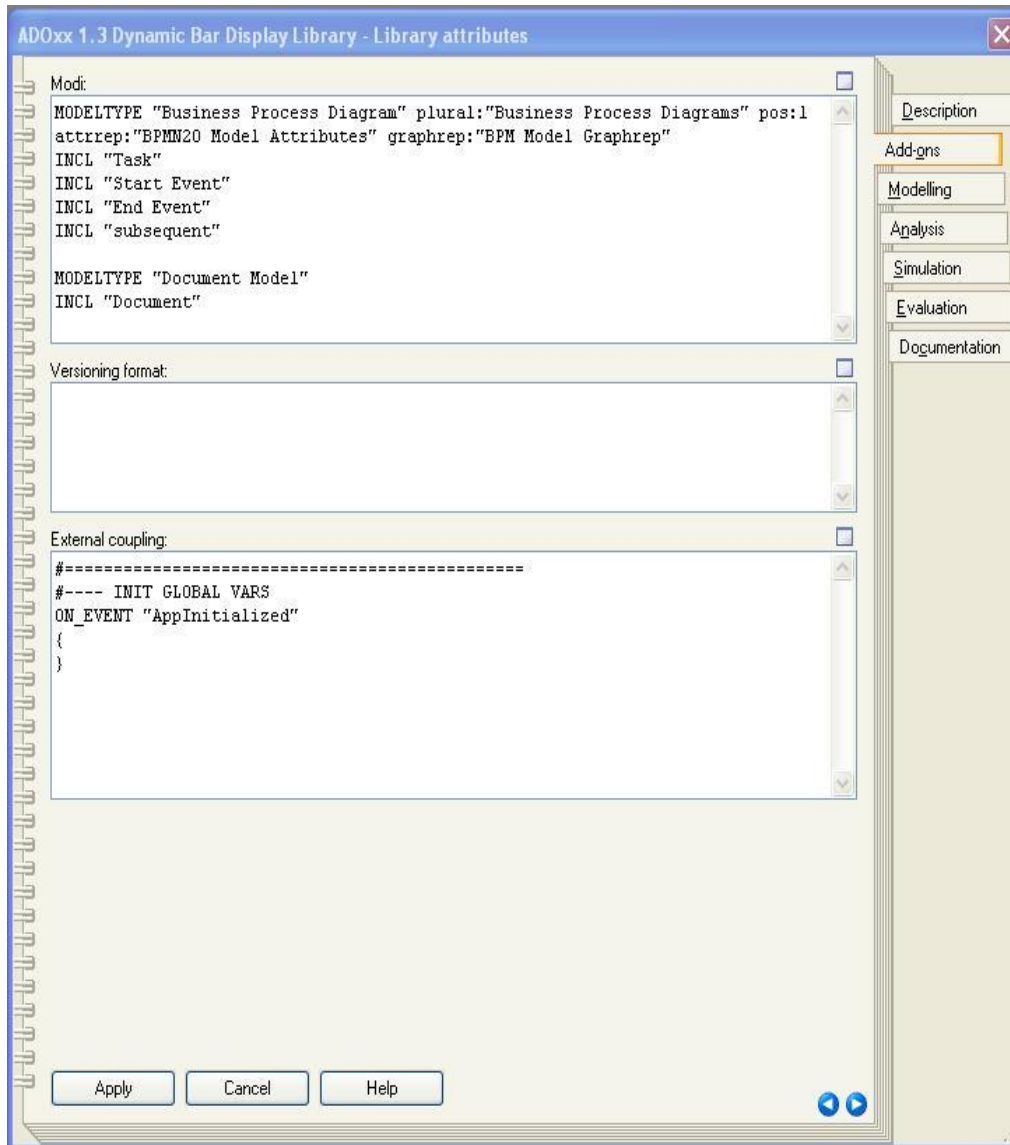 ADOxx 1.3 Dynamic Bar Display Library - Library attributes
Modi:
MODELTYPE "Business Process Diagram" plural:"Business Process Diagrams" pos:1
attrrep:"BPMN20 Model Attributes" graphrep:"BPM Model Graphrep"
INCL "Task"
INCL "Start Event"
INCL "End Event"
INCL "subsequent"
MODELTYPE "Document Model"
INCL "Document"
Versioning format:
External coupling:
#===============================================
#---- INIT GLOBAL VARS
ON_EVENT "AppInitialized"
{
}
Apply
Cancel
Help
Description
Add-ons
Modelling
Analysis
Simulation
Evaluation
Documentation